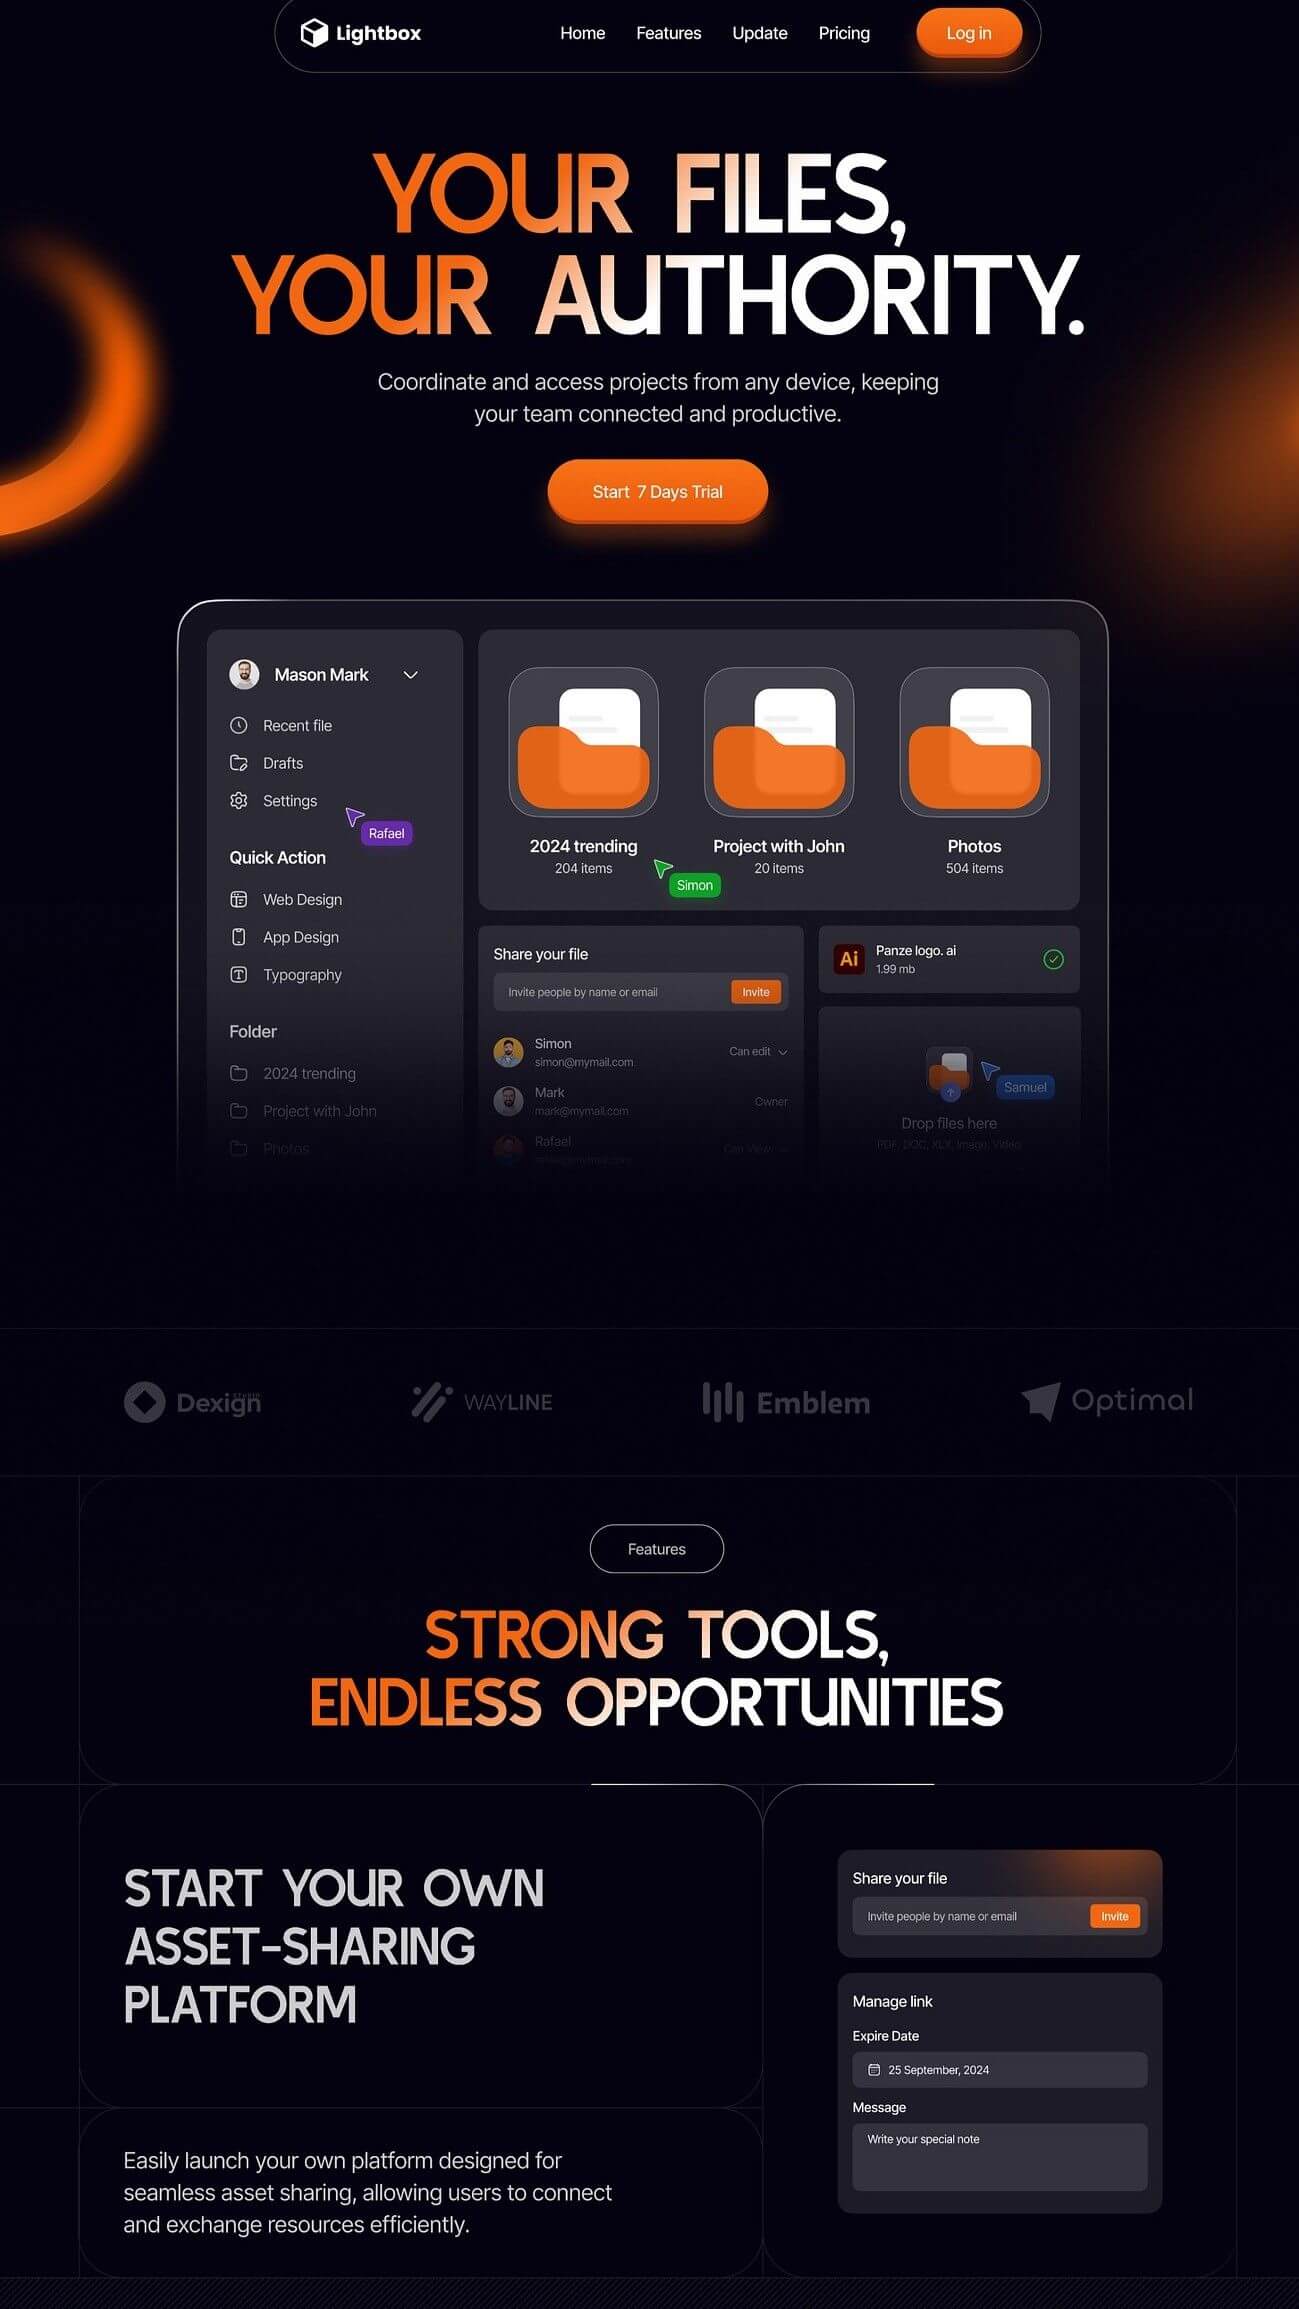 Lightbox
Home Features Update Pricing Log in
YOUR FILES,
YOUR AUTHORITY.
Coordinate and access projects from any device, keeping
your team connected and productive.
Start 7 Days Trial
Mason Mark
Recent file
Drafts
Settings
Rafael
Quick Action
Web Design
App Design
Typography
Folder
2024 trending
Project with John
Photos
2024 trending
204 items
Simon
Project with John
20 items
Photos
504 items
Share your file
Invite people by name or email Invite
Simon
simon@mymail.com
Can edit
Mark
mark@mymail.com
Owner
Rafael
rafael@mymail.com
Can View
Ai
Panze logo. ai
1.99 mb
Samuel
Drop files here
PDF, DOC, XLX, Image, Video
Dexign STUDIO
WAYLINE
Emblem
Optimal
Features
STRONG TOOLS,
ENDLESS OPPORTUNITIES
START YOUR OWN
ASSET-SHARING
PLATFORM
Easily launch your own platform designed for
seamless asset sharing, allowing users to connect
and exchange resources efficiently.
Share your file
Invite people by name or email Invite
Manage link
Expire Date
25 September, 2024
Message
Write your special note